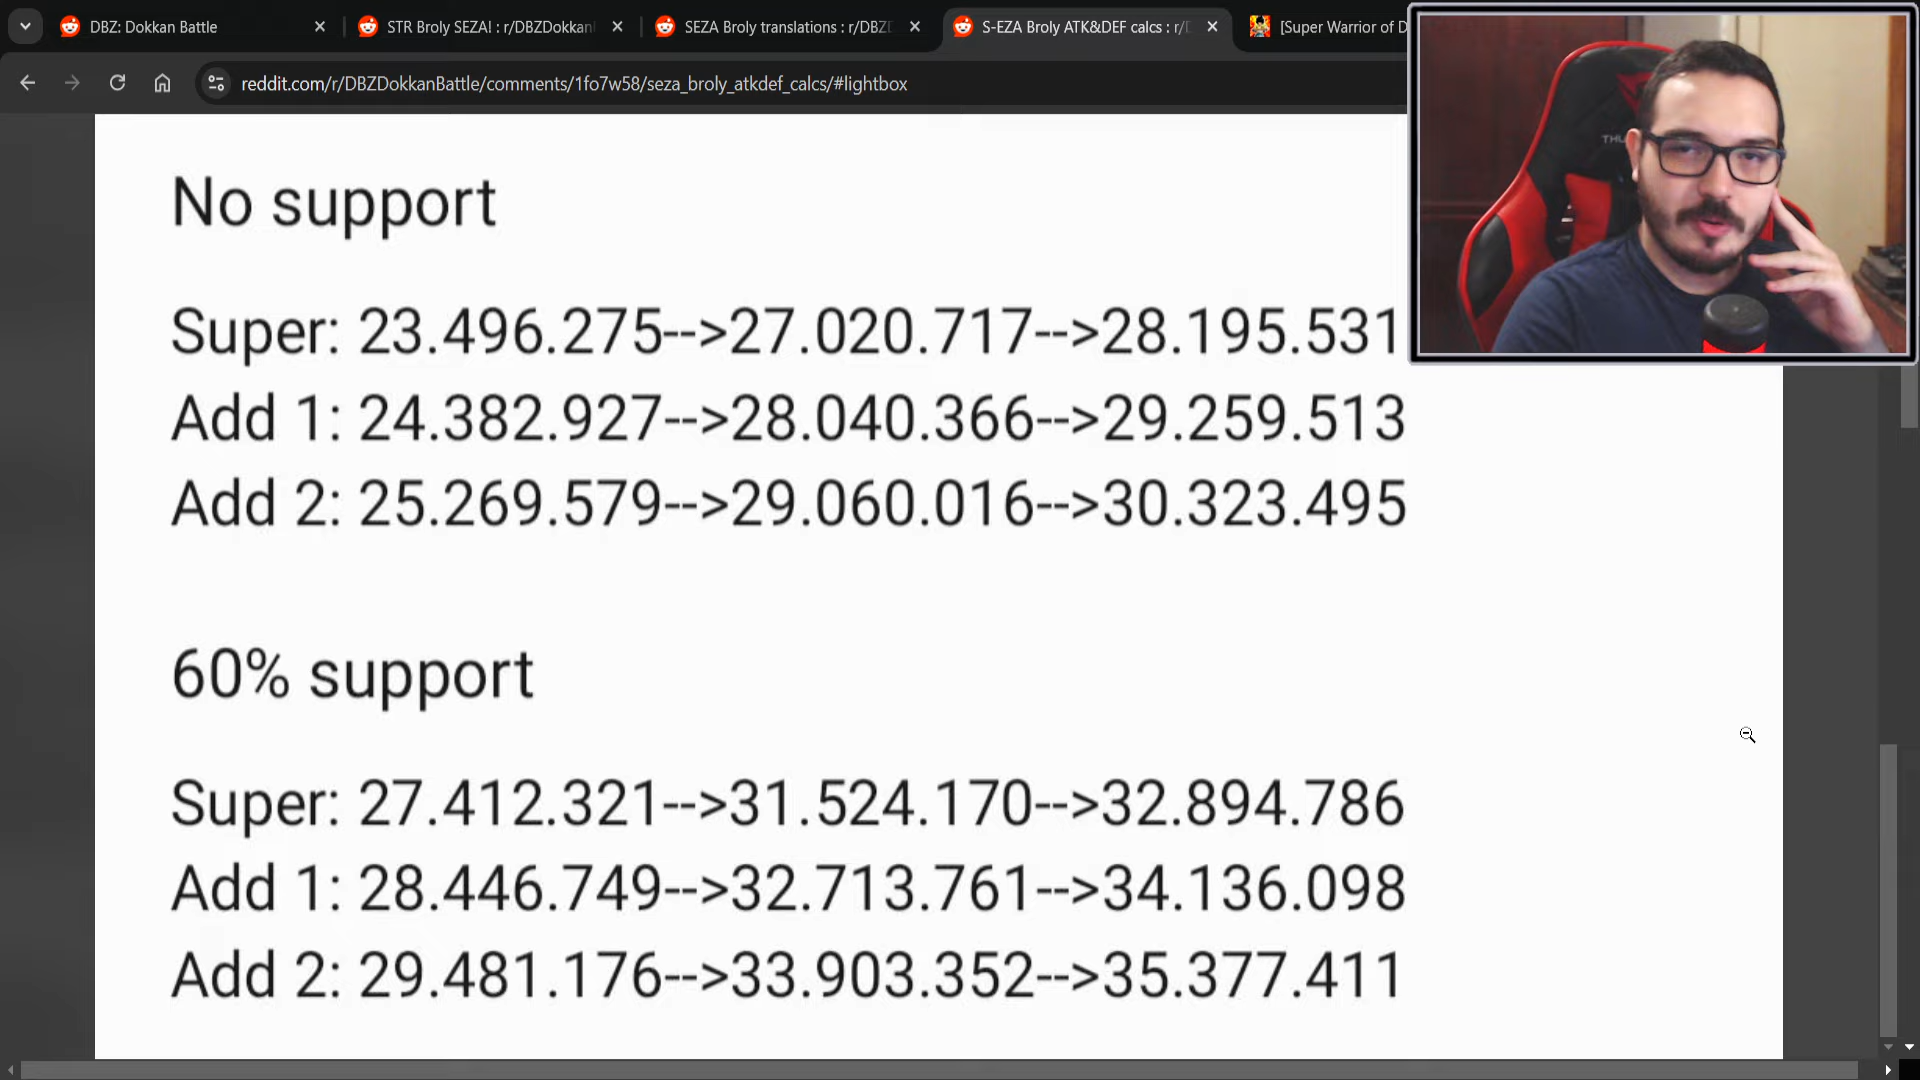 DBZ: Dokkan Battle
STR Broly SEZA! : r/DBZDokkan
SEZA Broly translations : r/DBZ
S-EZA Broly ATK&DEF calcs : r/
[Super Warrior of D
reddit.com/r/DBZDokkanBattle/comments/1fo7w58/seza_broly_atkdef_calcs/#lightbox
THU
No support
Super: 23.496.275-->27.020.717-->28.195.531
Add 1: 24.382.927-->28.040.366-->29.259.513
Add 2: 25.269.579-->29.060.016-->30.323.495
60% support
Super: 27.412.321-->31.524.170-->32.894.786
Add 1: 28.446.749-->32.713.761-->34.136.098
Add 2: 29.481.176-->33.903.352-->35.377.411